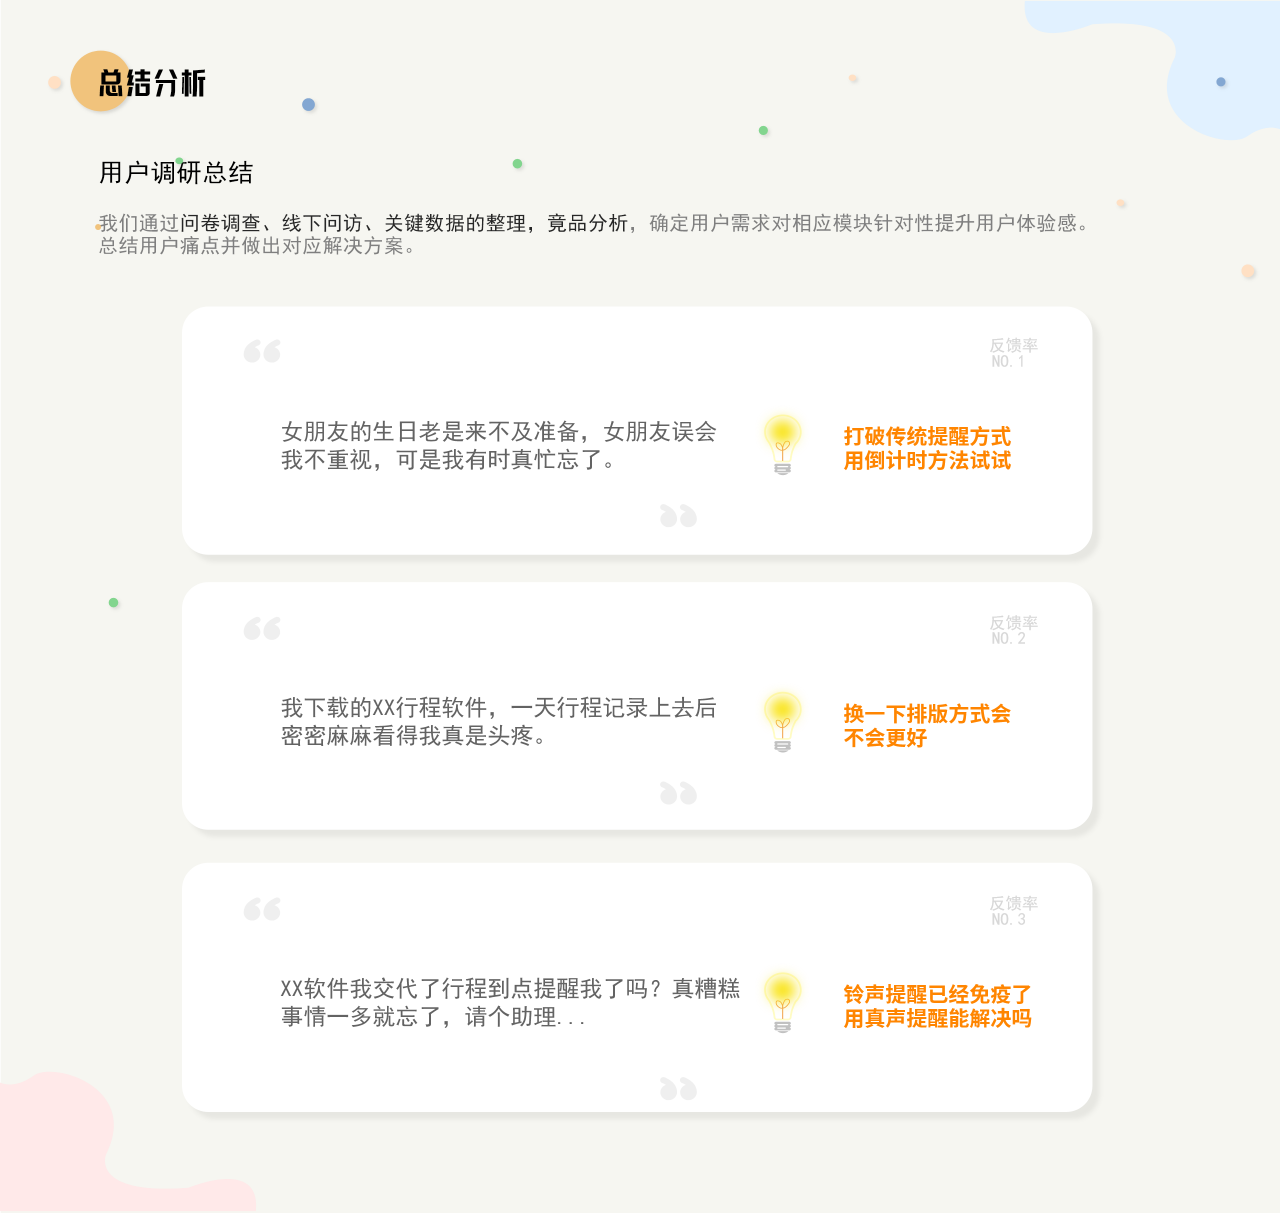 总结分析
用户调研总结
我们通过问卷调查、线下问访、关键数据的整理，竟品分析，确定用户需求对相应模块针对性提升用户体验感。
总结用户痛点并做出对应解决方案。
“
反馈率
NO.1
女朋友的生日老是来不及准备，女朋友误会
我不重视，可是我有时真忙忘了。
打破传统提醒方式
用倒计时方法试试
”
“
反馈率
NO.2
我下载的XX行程软件，一天行程记录上去后
密密麻麻看得我真是头疼。
换一下排版方式会
不会更好
”
“
反馈率
NO.3
XX软件我交代了行程到点提醒我了吗？真糟糕
事情一多就忘了，请个助理...
铃声提醒已经免疫了
用真声提醒能解决吗
”